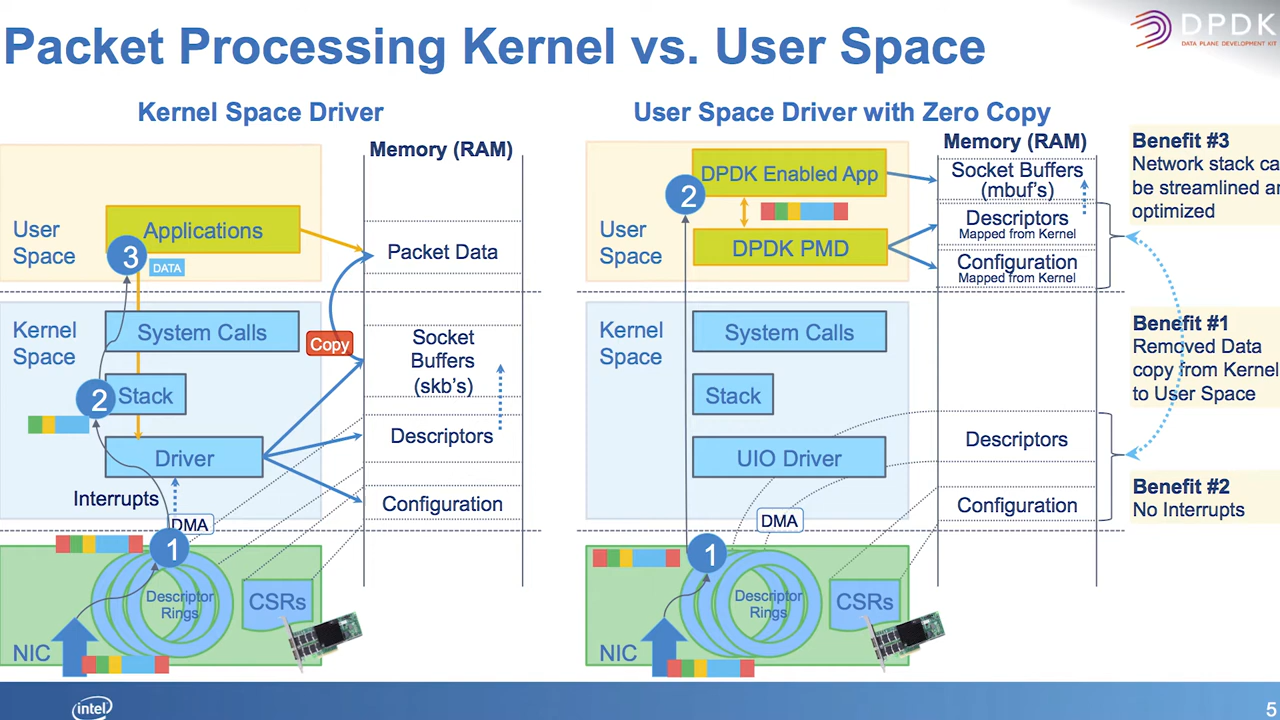 Packet Processing Kernel vs. User Space
DPDK
DATA PLANE DEVELOPMENT KIT
Kernel Space Driver
Memory (RAM)
User
Space
Applications
3
DATA
Packet Data
Kernel
Space
System Calls
Copy
Socket
Buffers
(skb's)
2
Stack
Descriptors
Driver
Interrupts
Configuration
DMA
1
Descriptor
Rings
CSRs
NIC
User Space Driver with Zero Copy
Memory (RAM)
DPDK Enabled App
Socket Buffers
(mbuf's)
2
User
Space
DPDK PMD
Descriptors
Mapped from Kernel
Configuration
Mapped from Kernel
Kernel
Space
System Calls
Stack
UIO Driver
Descriptors
Configuration
DMA
1
Descriptor
Rings
CSRs
NIC
Benefit #3
Network stack ca
be streamlined an
optimized
Benefit #1
Removed Data
copy from Kernel
to User Space
Benefit #2
No Interrupts
intel
5